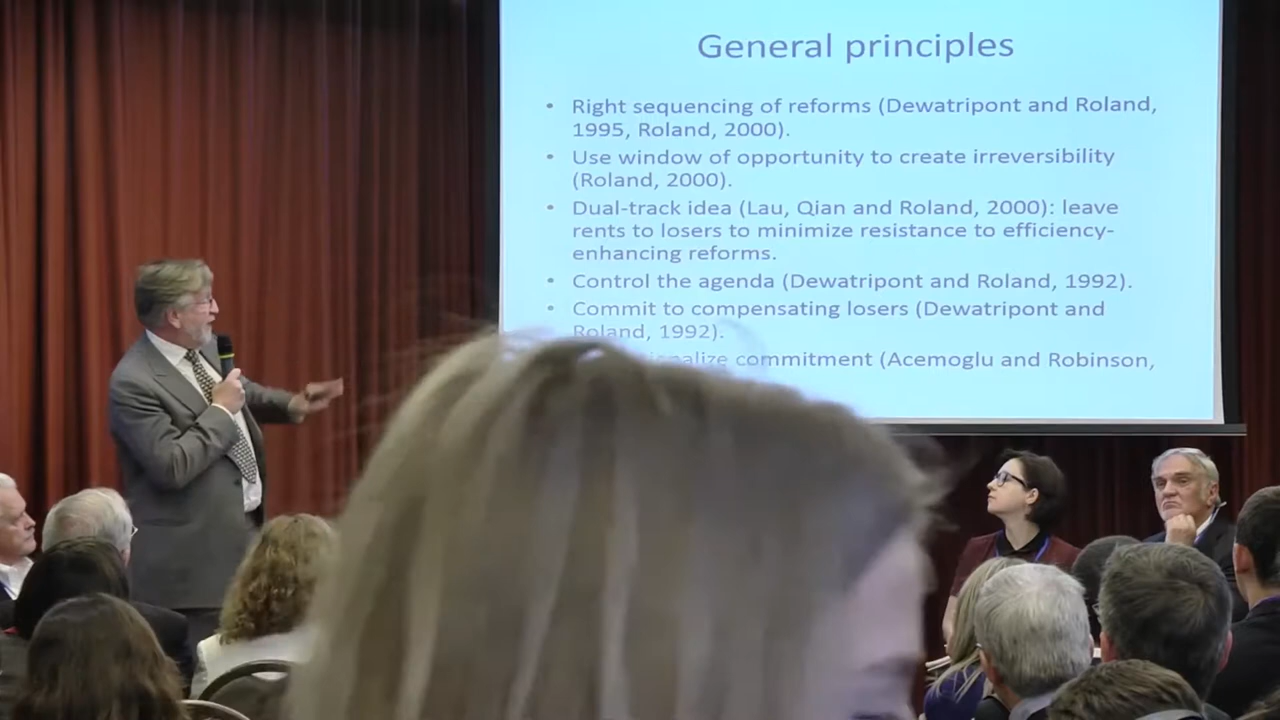 General principles
• Right sequencing of reforms (Dewatripont and Roland,
1995, Roland, 2000).
• Use window of opportunity to create irreversibility
(Roland, 2000).
• Dual-track idea (Lau, Qian and Roland, 2000): leave
rents to losers to minimize resistance to efficiency-
enhancing reforms.
• Control the agenda (Dewatripont and Roland, 1992).
• Commit to compensating losers (Dewatripont and
Roland, 1992).
commitment (Acemoglu and Robinson,